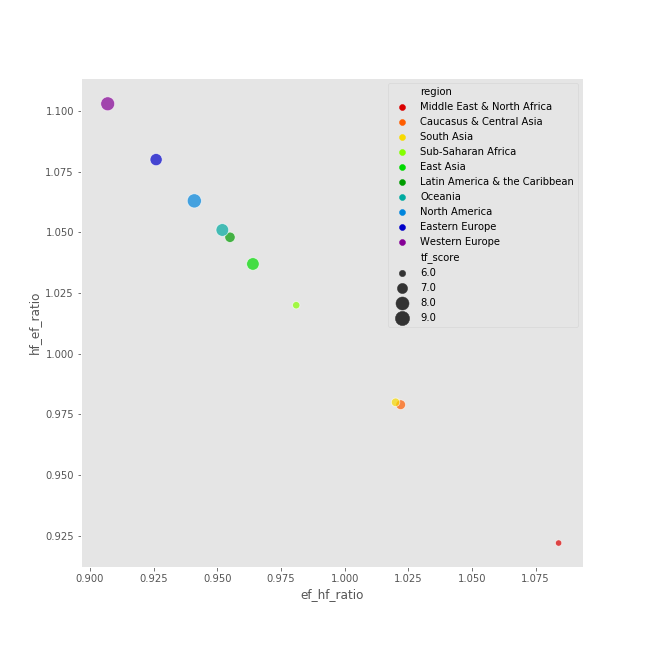 region
Middle East & North Africa
Caucasus & Central Asia
South Asia
Sub-Saharan Africa
East Asia
Latin America & the Caribbean
Oceania
North America
Eastern Europe
Western Europe
tf_score
6.0
7.0
8.0
9.0
hf_ef_ratio
1.100
1.075
1.050
1.025
1.000
0.975
0.950
0.925
0.900 0.925 0.950 0.975 1.000 1.025 1.050 1.075
ef_hf_ratio